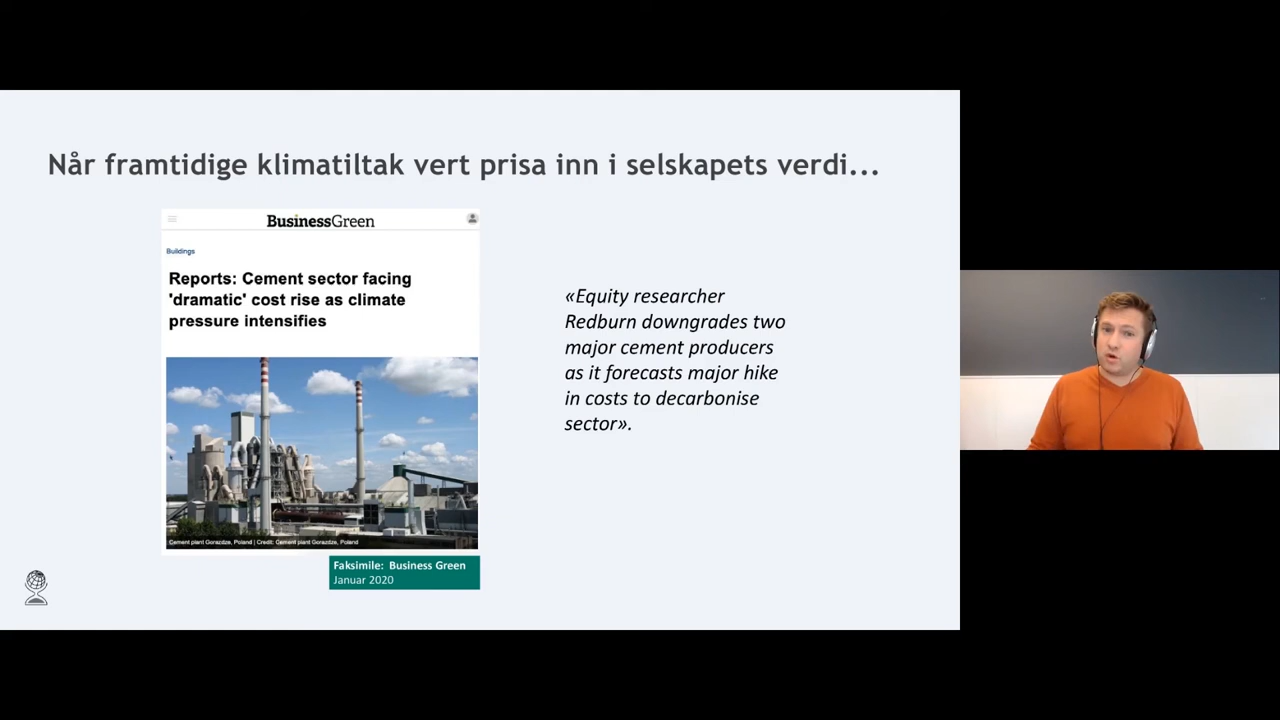 Når framtidige klimatiltak vert prisa inn i selskapets verdi...
BusinessGreen
Buildings
Reports: Cement sector facing
'dramatic' cost rise as climate
pressure intensifies
Cement plant Gorazdze, Poland | Credit: Cement plant Gorazdze, Poland
Faksimile: Business Green
Januar 2020
«Equity researcher
Redburn downgrades two
major cement producers
as it forecasts major hike
in costs to decarbonise
sector».